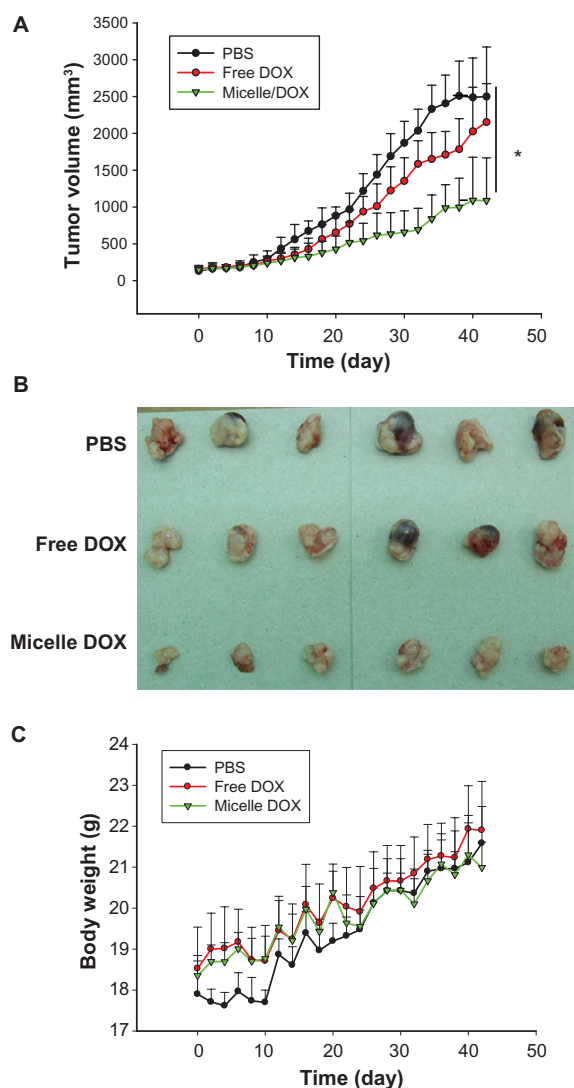 A
3500
3000
2500
2000
1500
1000
500
0
Tumor volume (mm³)
PBS
Free DOX
Micelle/DOX
*
0 10 20 30 40 50
Time (day)
B
PBS
Free DOX
Micelle DOX
C
24
23
22
21
20
19
18
17
Body weight (g)
PBS
Free DOX
Micelle DOX
0 10 20 30 40 50
Time (day)